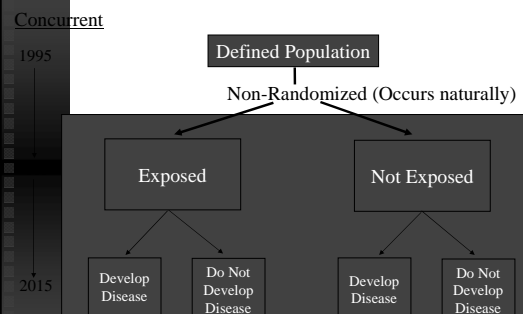 Concurrent
1995
Defined Population
Non-Randomized (Occurs naturally)
Exposed
Not Exposed
2015
Develop
Disease
Do Not
Develop
Disease
Develop
Disease
Do Not
Develop
Disease